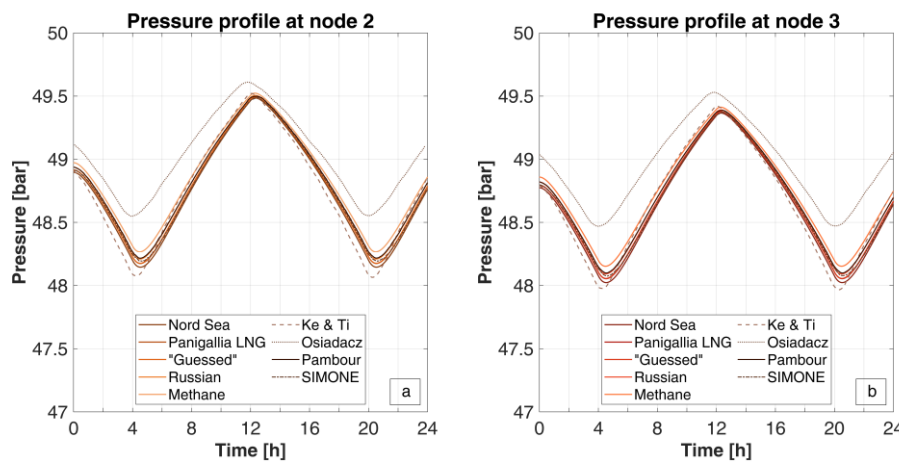 Pressure profile at node 2
50
49.5
49
48.5
48
47.5
47
Pressure [bar]
0 4 8 12 16 20 24
Time [h]
Nord Sea
Panigallia LNG
"Guessed"
Russian
Methane
Ke & Ti
Osiadacz
Pambour
SIMONE
a
Pressure profile at node 3
50
49.5
49
48.5
48
47.5
47
Pressure [bar]
0 4 8 12 16 20 24
Time [h]
Nord Sea
Panigallia LNG
"Guessed"
Russian
Methane
Ke & Ti
Osiadacz
Pambour
SIMONE
b